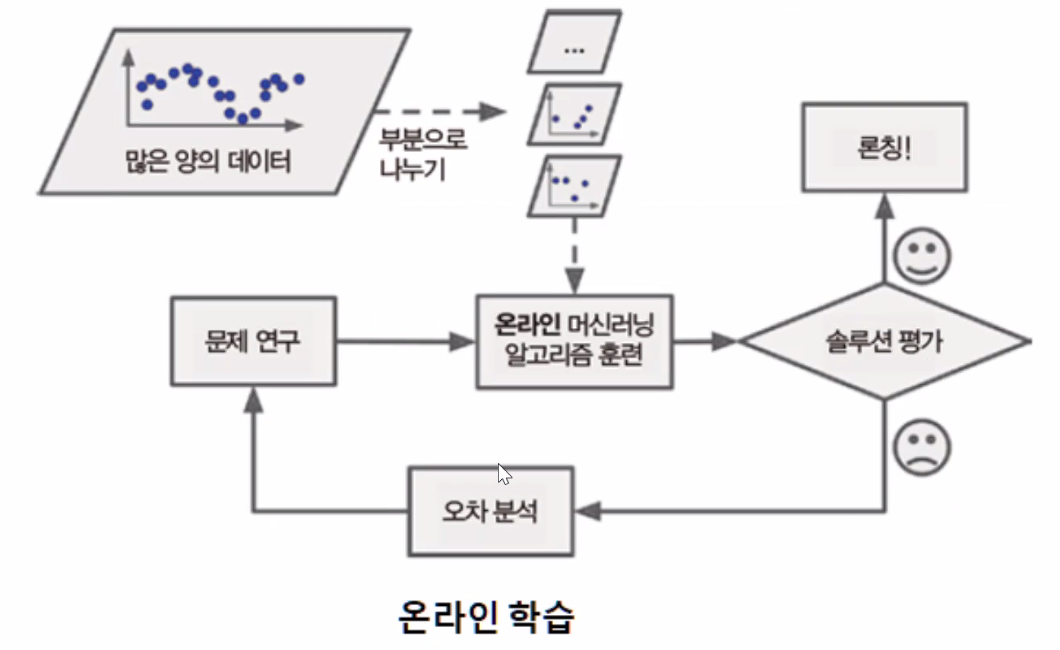 많은 양의 데이터
부분으로
나누기
...
론칭!
문제 연구
온라인 머신러닝
알고리즘 훈련
솔루션 평가
오차 분석
온라인 학습